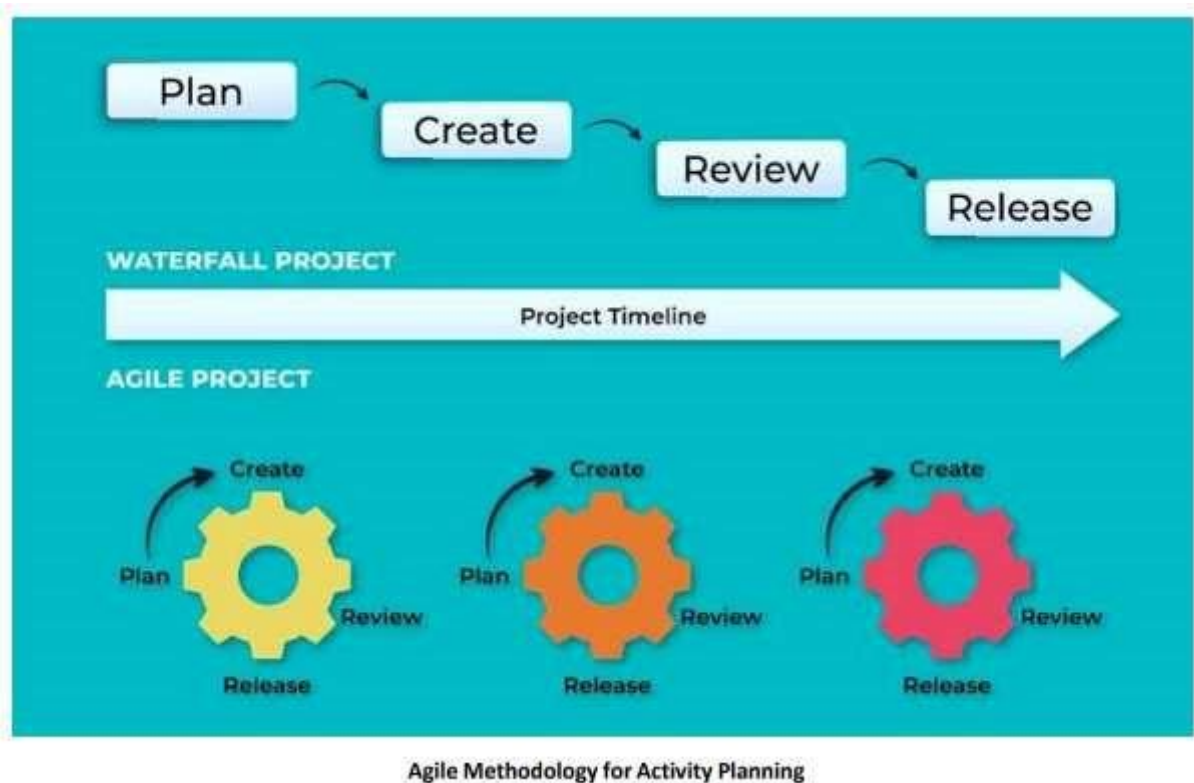 Plan
Create
Review
Release
WATERFALL PROJECT
Project Timeline
AGILE PROJECT
Create
Plan
Review
Release
Create
Plan
Review
Release
Create
Plan
Review
Release
Agile Methodology for Activity Planning